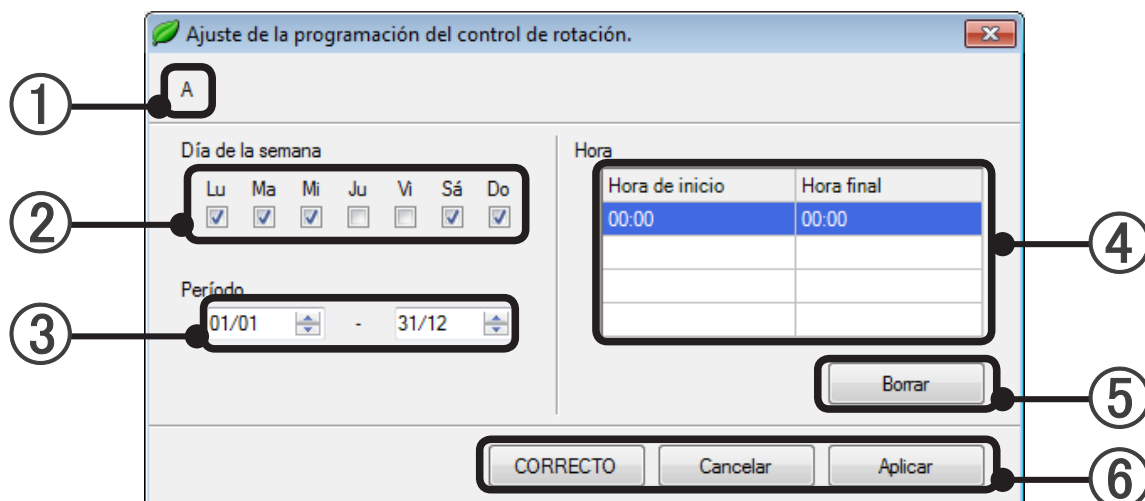 Ajuste de la programación del control de rotación.
① A
Día de la semana
Lu Ma Mi Ju Vi Sá Do
②
Período
③ 01/01 - 31/12
Hora
Hora de inicio Hora final
00:00 00:00
④
Borrar
⑤
CORRECTO Cancelar Aplicar
⑥